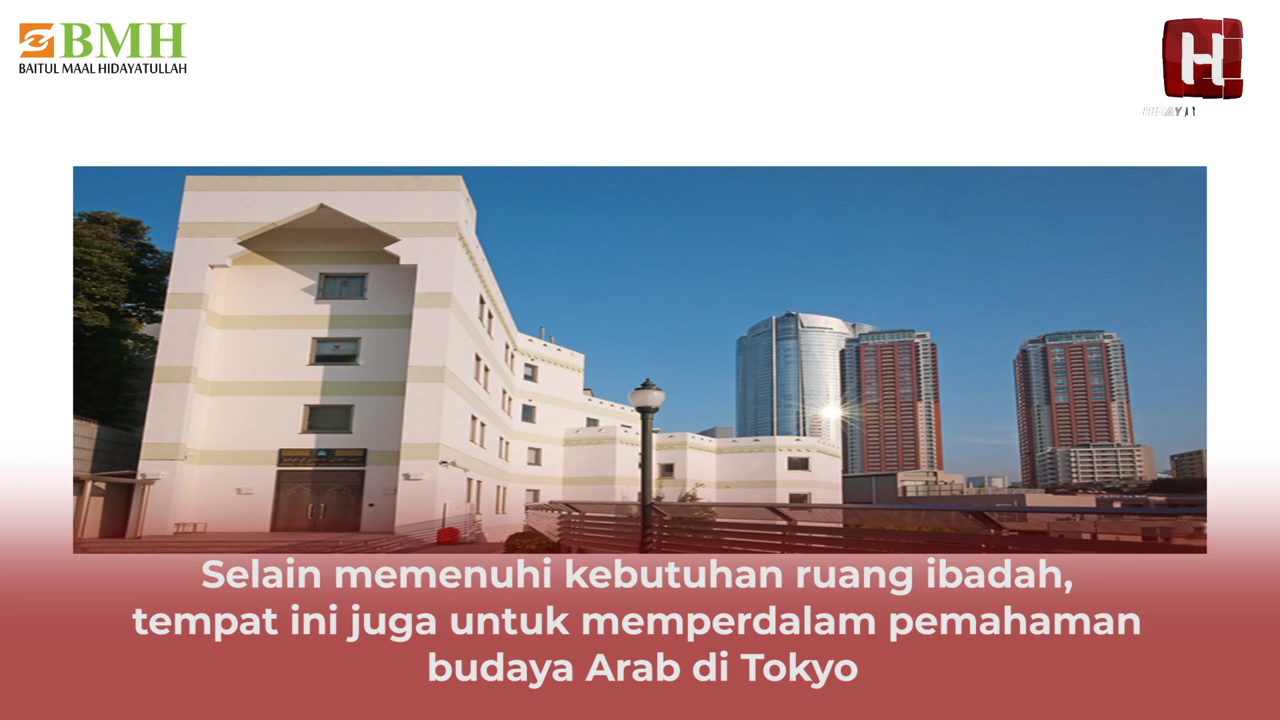 BMH
BAITUL MAAL HIDAYATULLAH
H
Selain memenuhi kebutuhan ruang ibadah,
tempat ini juga untuk memperdalam pemahaman
budaya Arab di Tokyo